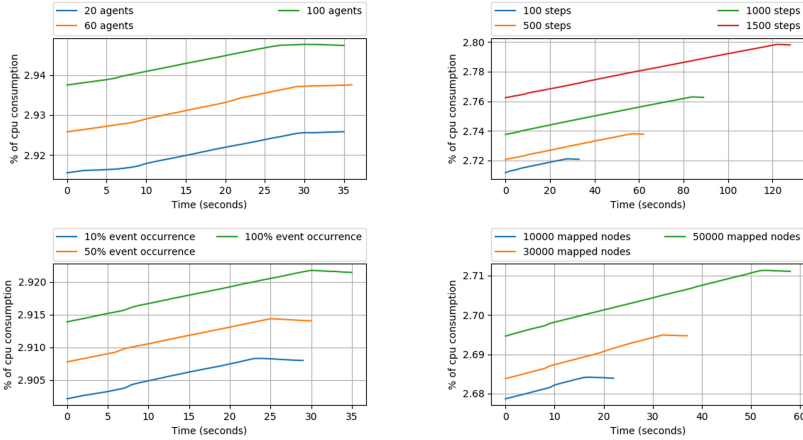 20 agents 100 agents
60 agents
% of cpu consumption
2.94
2.93
2.92
0 5 10 15 20 25 30 35
Time (seconds)
100 steps 1000 steps
500 steps 1500 steps
% of cpu consumption
2.80
2.78
2.76
2.74
2.72
0 20 40 60 80 100 120
Time (seconds)
10% event occurrence 100% event occurrence
50% event occurrence
% of cpu consumption
2.920
2.915
2.910
2.905
0 5 10 15 20 25 30 35
Time (seconds)
10000 mapped nodes 50000 mapped nodes
30000 mapped nodes
% of cpu consumption
2.71
2.70
2.69
2.68
0 10 20 30 40 50 60
Time (seconds)